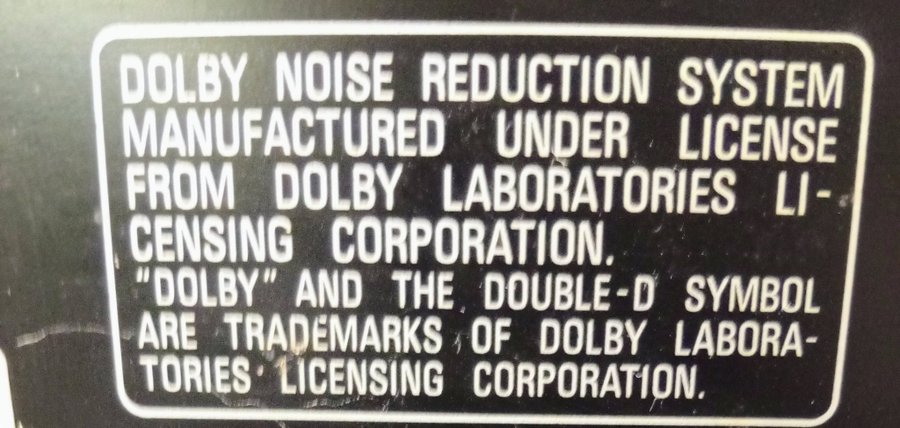 DOLBY NOISE REDUCTION SYSTEM
MANUFACTURED UNDER LICENSE
FROM DOLBY LABORATORIES LI-
CENSING CORPORATION.
"DOLBY" AND THE DOUBLE-D SYMBOL
ARE TRADEMARKS OF DOLBY LABORA-
TORIES LICENSING CORPORATION.